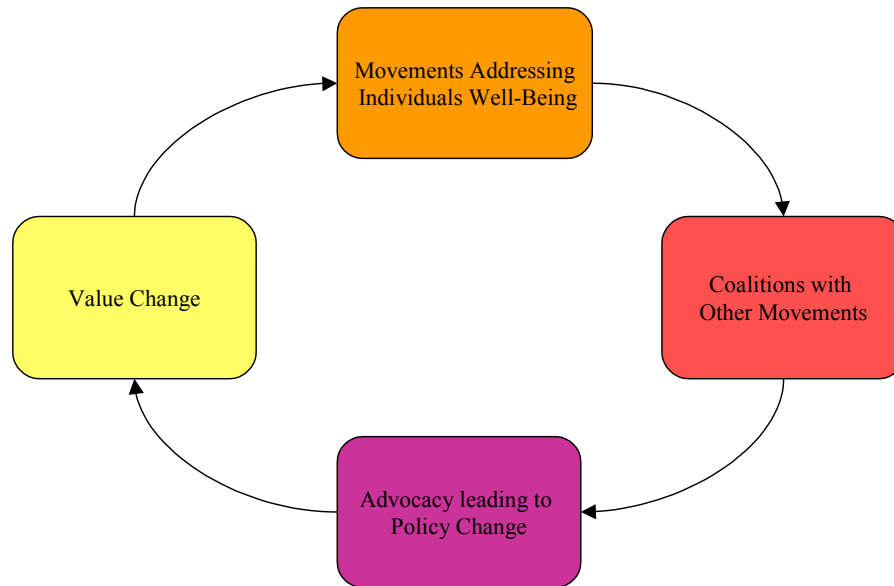 Movements Addressing
Individuals Well-Being
Value Change
Coalitions with
Other Movements
Advocacy leading to
Policy Change